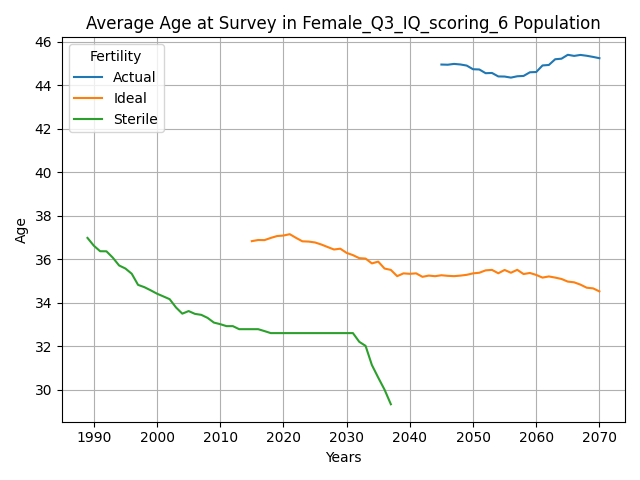 Average Age at Survey in Female_Q3_IQ_scoring_6 Population
Fertility
Actual
Ideal
Sterile
Age
46
44
42
40
38
36
34
32
30
1990
2000
2010
2020
2030
2040
2050
2060
2070
Years